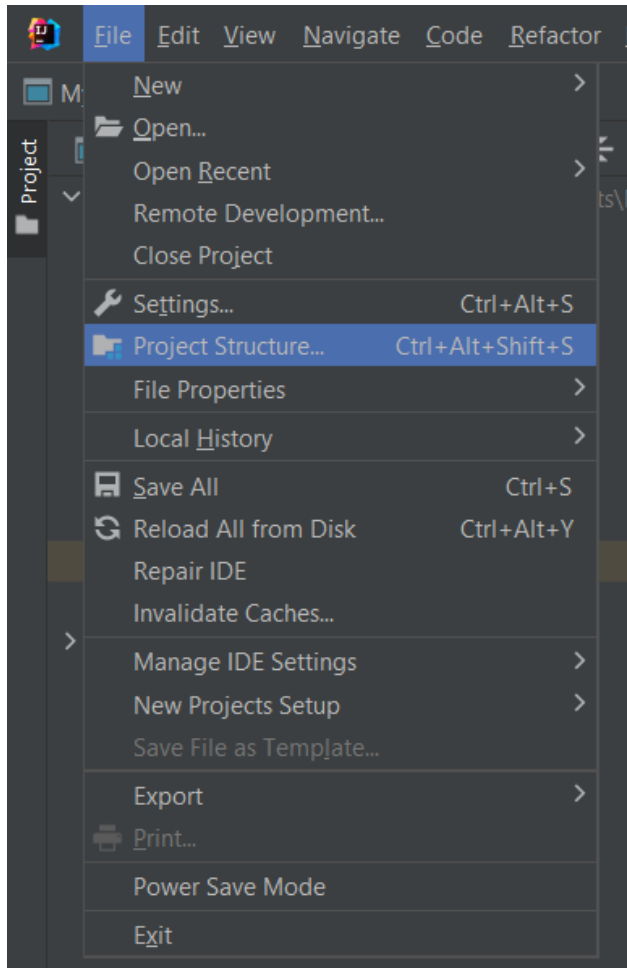 File Edit View Navigate Code Refactor
M
New
Open...
Project
Open Recent
Remote Development...
Close Project
Settings... Ctrl+Alt+S
Project Structure... Ctrl+Alt+Shift+S
File Properties
Local History
Save All Ctrl+S
Reload All from Disk Ctrl+Alt+Y
Repair IDE
Invalidate Caches...
Manage IDE Settings
New Projects Setup
Save File as Template...
Export
Print...
Power Save Mode
Exit